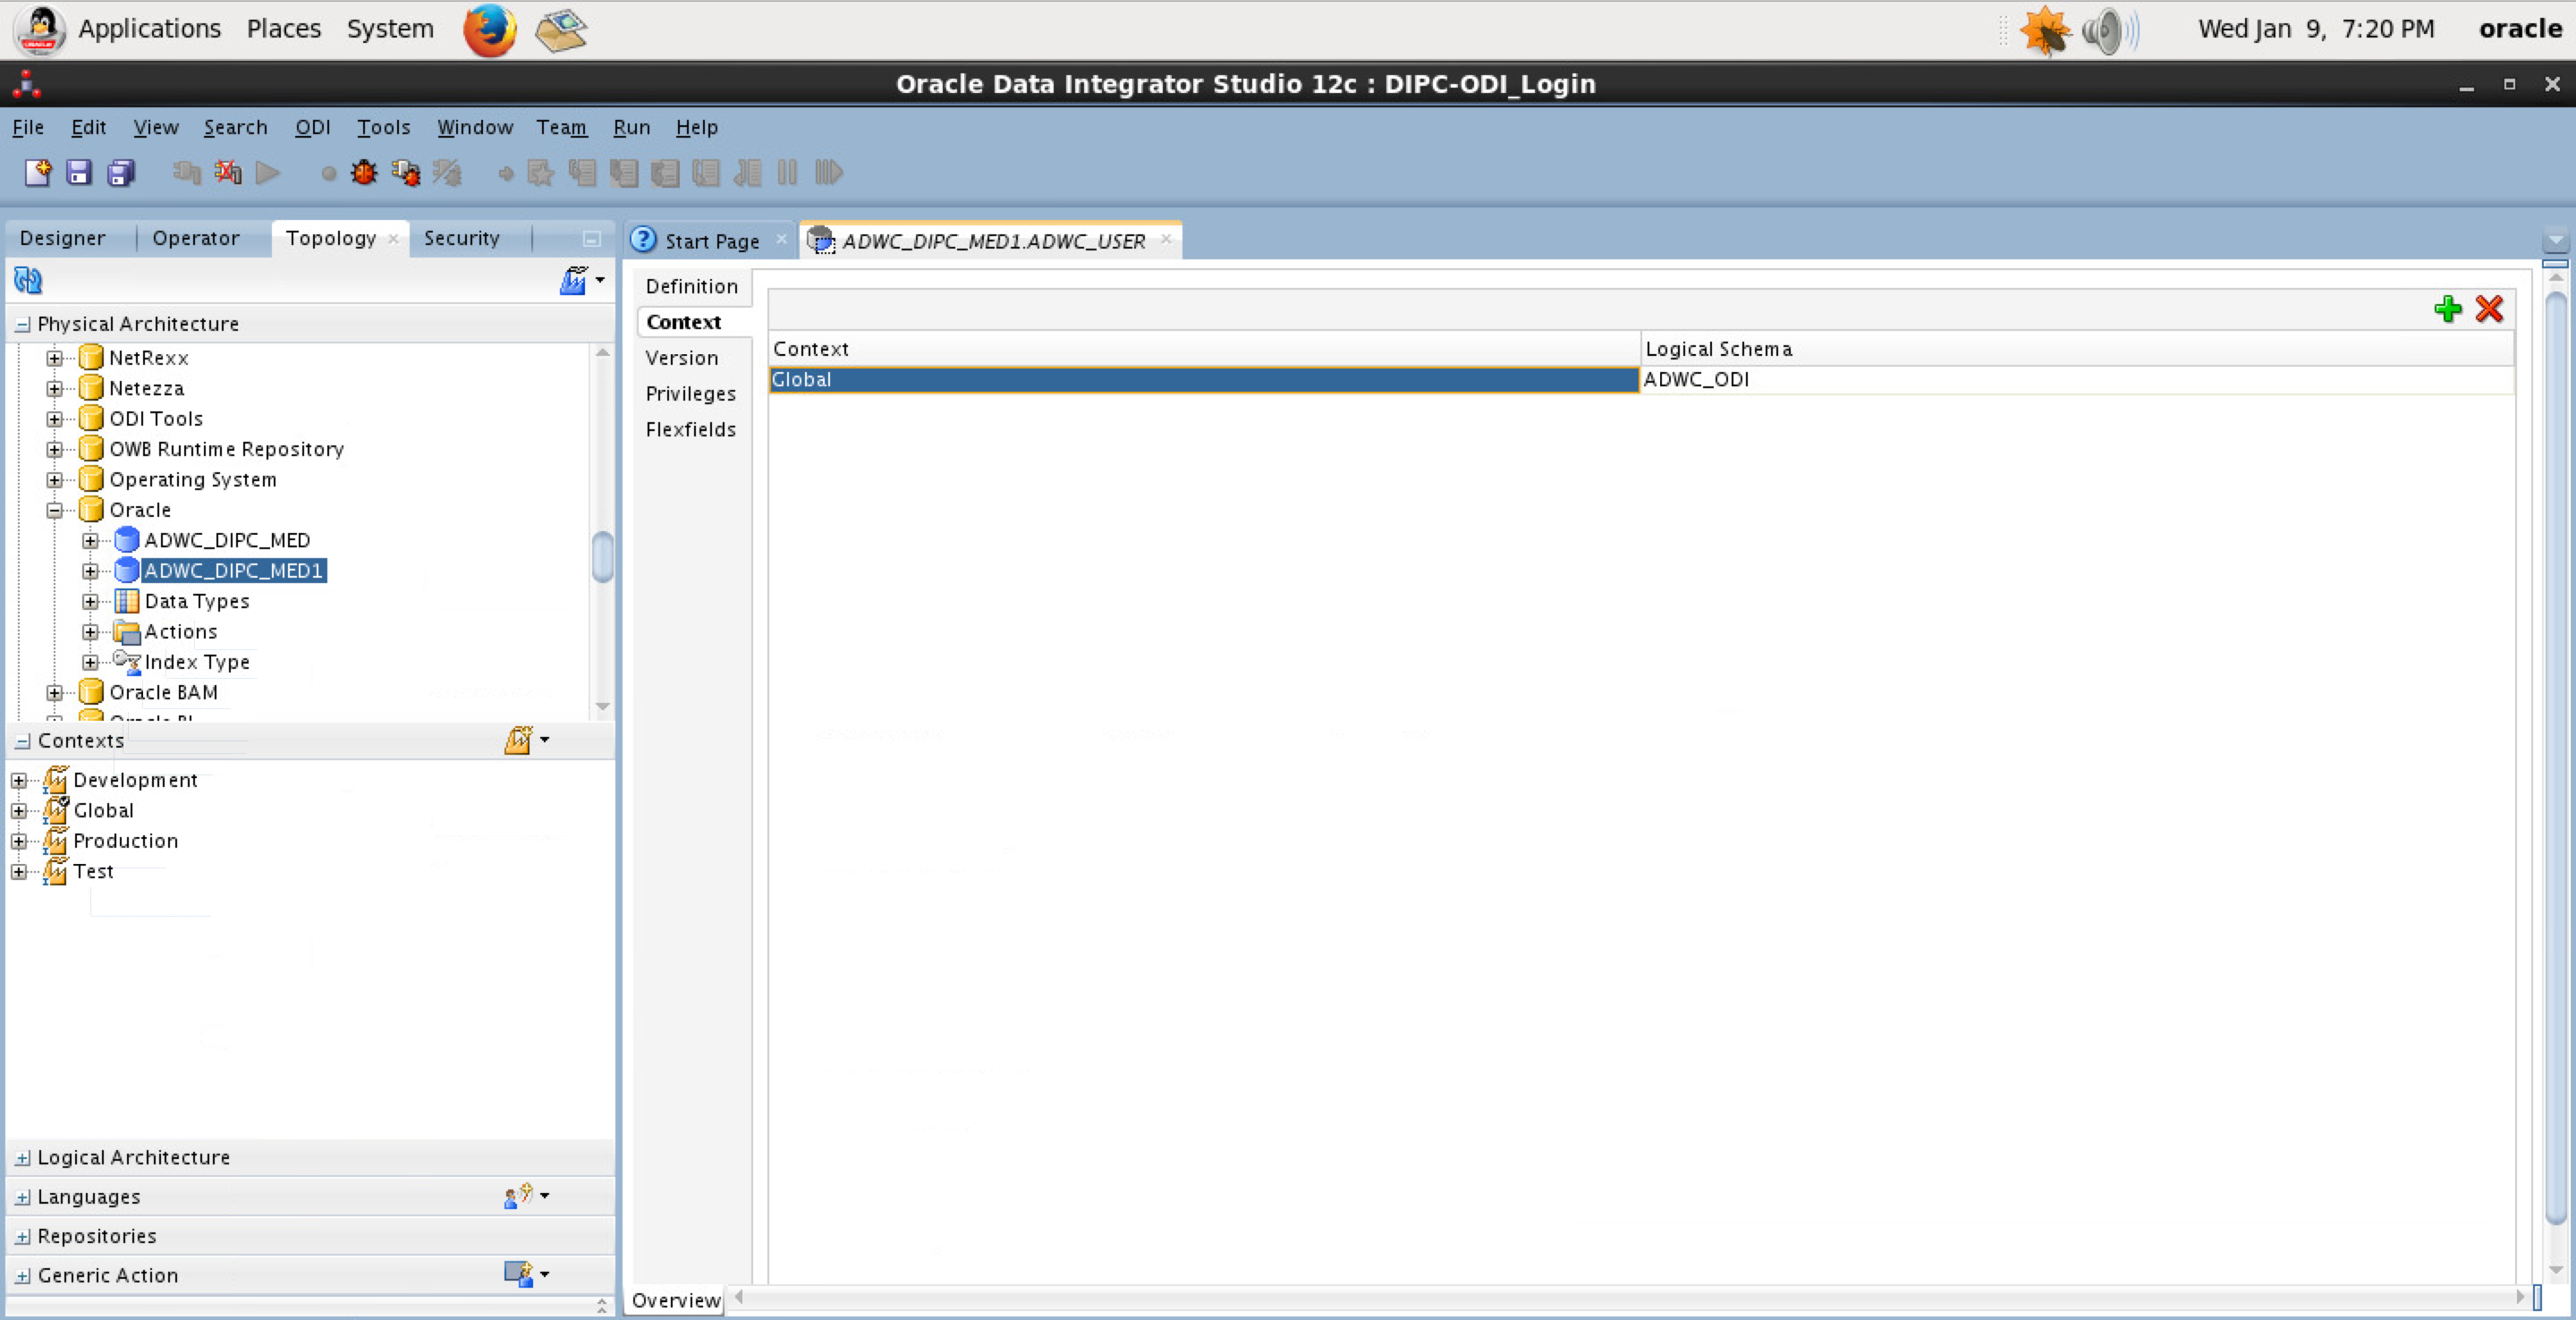 Applications Places System Wed Jan 9, 7:20 PM oracle
Oracle Data Integrator Studio 12c : DIPC-ODI_Login
File Edit View Search ODI Tools Window Team Run Help
Designer Operator Topology Security
Start Page ADWC_DIPC_MED1.ADWC_USER
Physical Architecture
NetRexx
Netezza
ODI Tools
OWB Runtime Repository
Operating System
Oracle
ADWC_DIPC_MED
ADWC_DIPC_MED1
Data Types
Actions
Index Type
Oracle BAM
Contexts
Development
Global
Production
Test
Logical Architecture
Languages
Repositories
Generic Action
Definition
Context
Version
Privileges
Flexfields
Context Logical Schema
Global ADWC_ODI
Overview